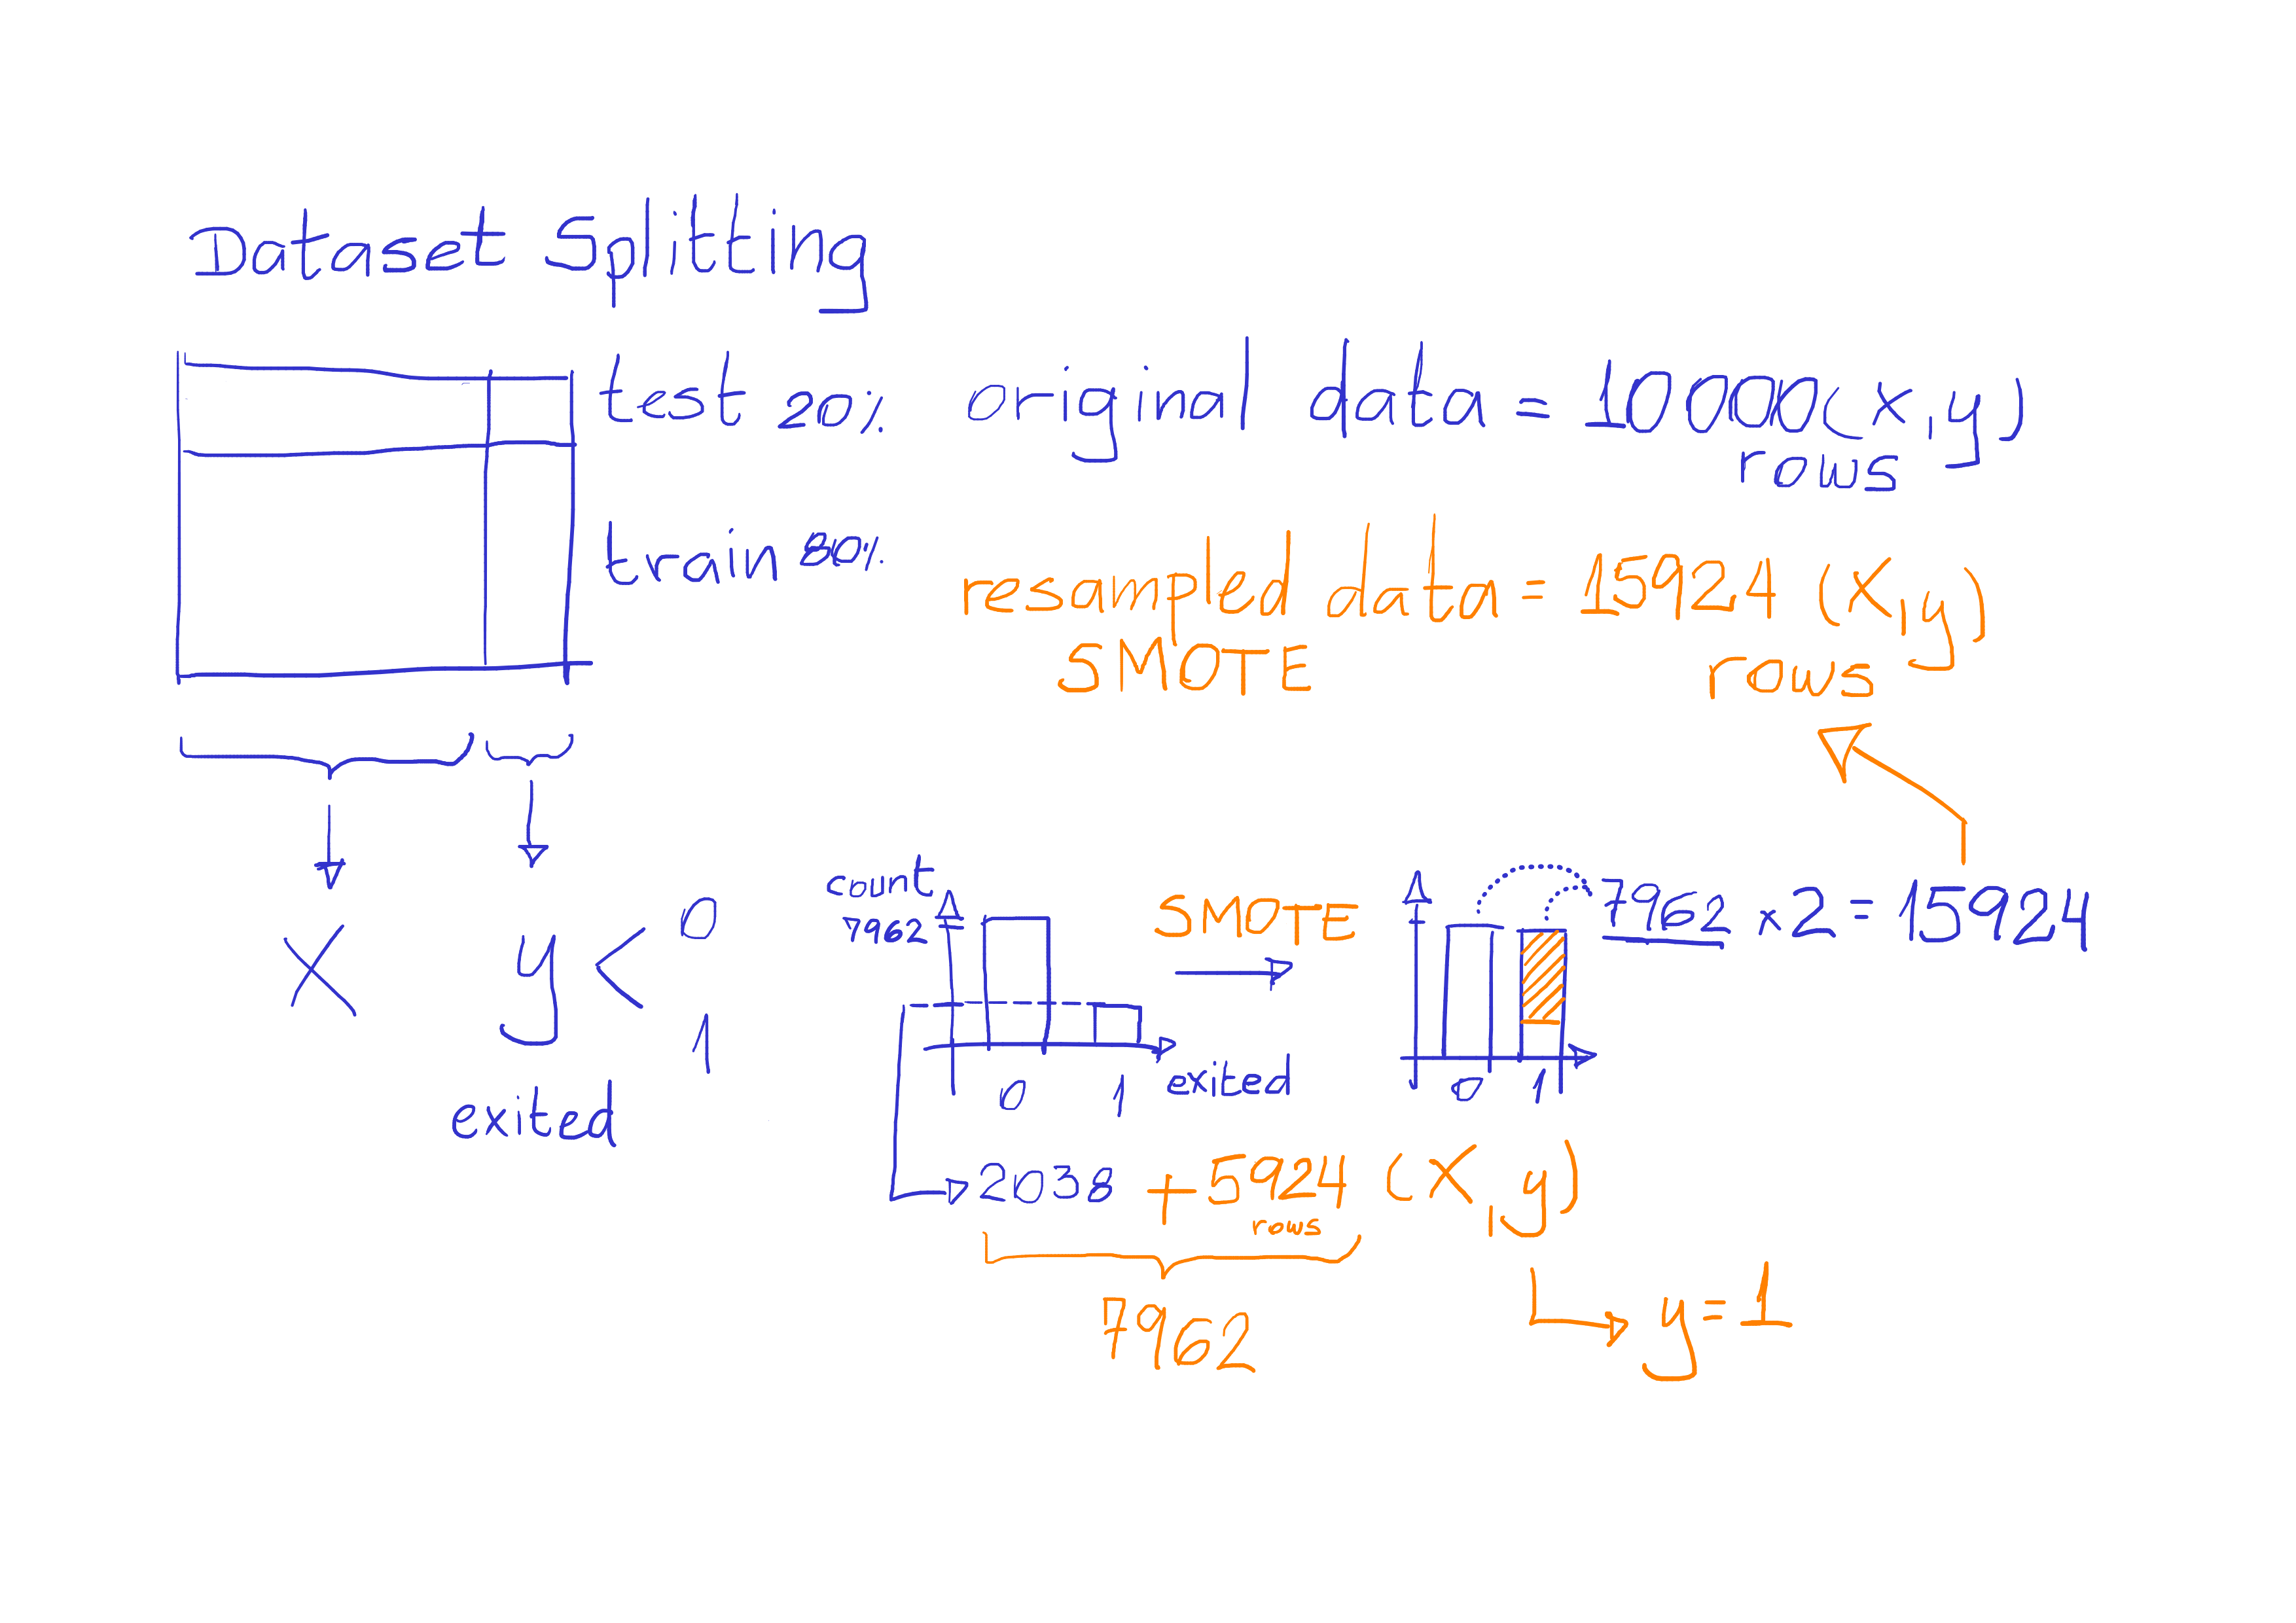 Dataset Splitting
test 20%
train 80%
original data = 10000 (X,y)
rows
resampled data = 15924 (X,y)
SMOTE
rows
X
y < 0
1
exited
count
7962
0
1
exited
SMOTE
0
1
7962 x 2 = 15924
2038 + 5924 (X,y)
rows
7962
y = 1